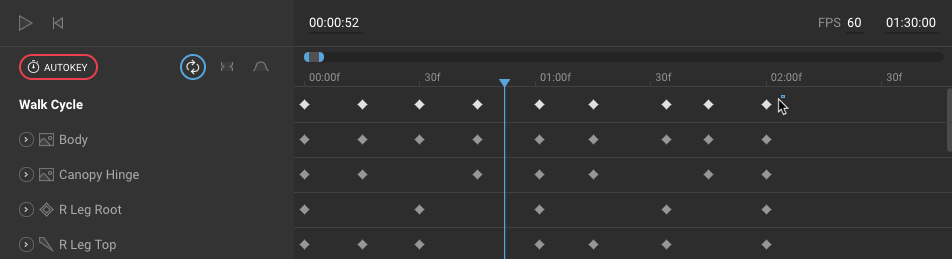 00:00:52 FPS 60 01:30:00
AUTOKEY
00:00f 30f 01:00f 30f 02:00f 30f
Walk Cycle
Body
Canopy Hinge
R Leg Root
R Leg Top